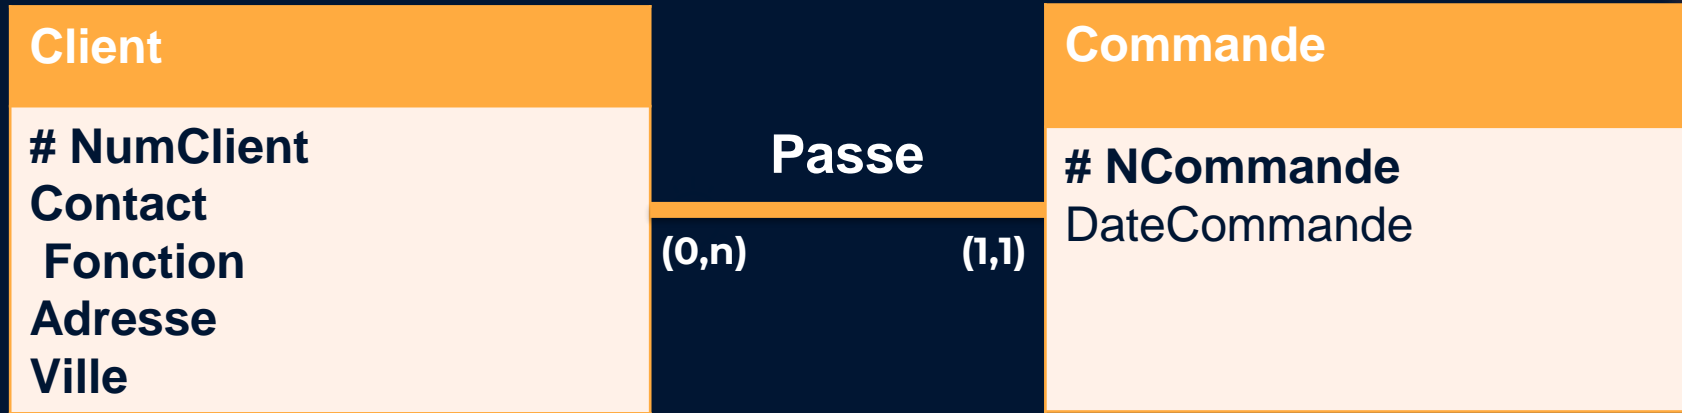 Client
# NumClient
Contact
Fonction
Adresse
Ville
Passe
(0,n)
(1,1)
Commande
# NCommande
DateCommande